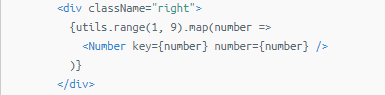 <div className="right">
  {utils.range(1, 9).map(number =>
    <Number key={number} number={number} />
  )}
</div>